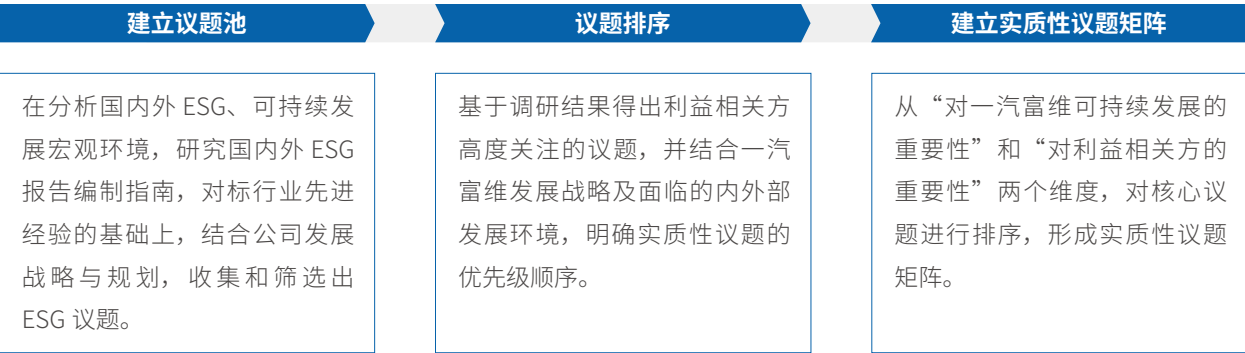 建立议题池
议题排序
建立实质性议题矩阵
在分析国内外 ESG、可持续发
展宏观环境，研究国内外 ESG
报告编制指南，对标行业先进
经验的基础上，结合公司发展
战略与规划，收集和筛选出
ESG 议题。
基于调研结果得出利益相关方
高度关注的议题，并结合一汽
富维发展战略及面临的内外部
发展环境，明确实质性议题的
优先级顺序。
从“对一汽富维可持续发展的
重要性”和“对利益相关方的
重要性”两个维度，对核心议
题进行排序，形成实质性议题
矩阵。